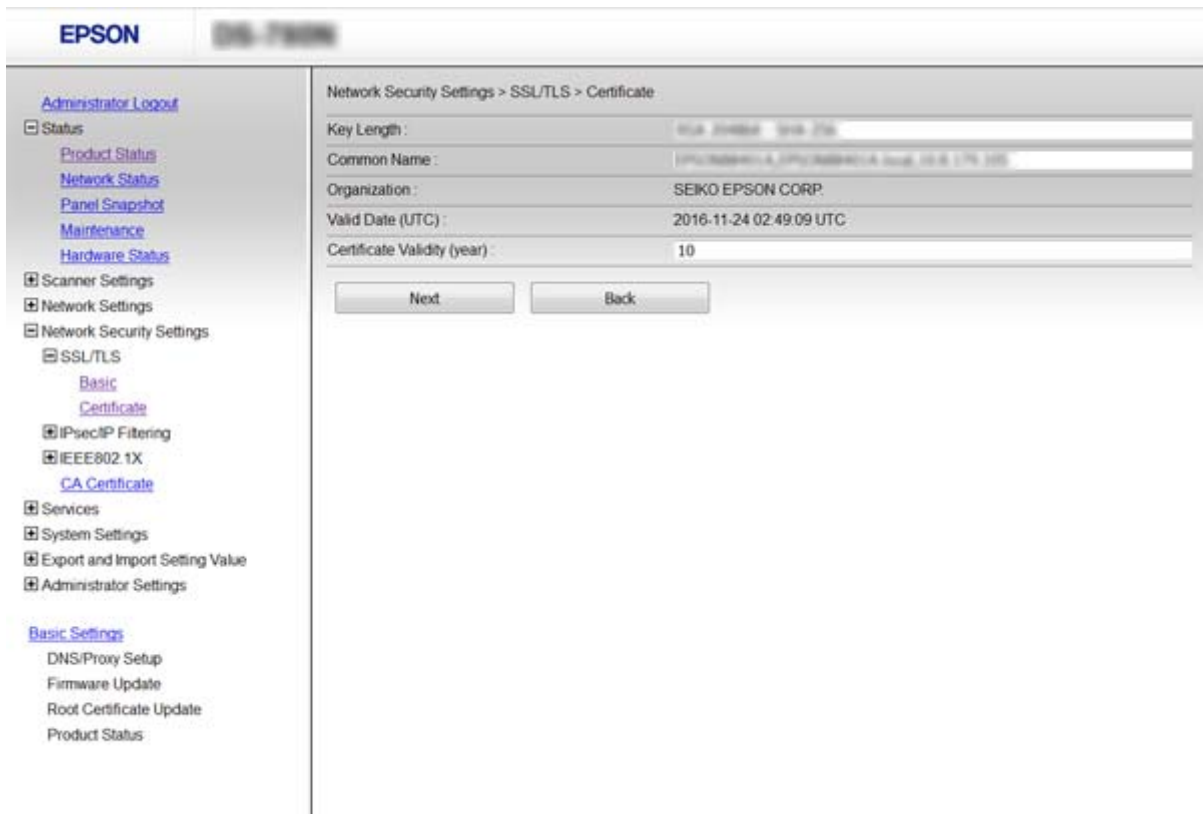 EPSON
Administrator Logout
Status
Product Status
Network Status
Panel Snapshot
Maintenance
Hardware Status
Scanner Settings
Network Settings
Network Security Settings
SSL/TLS
Basic
Certificate
IPsec/IP Filtering
IEEE802.1X
CA Certificate
Services
System Settings
Export and Import Setting Value
Administrator Settings
Basic Settings
DNS/Proxy Setup
Firmware Update
Root Certificate Update
Product Status
Network Security Settings > SSL/TLS > Certificate
Key Length :
Common Name :
Organization : SEIKO EPSON CORP.
Valid Date (UTC) : 2016-11-24 02:49:09 UTC
Certificate Validity (year) : 10
Next Back